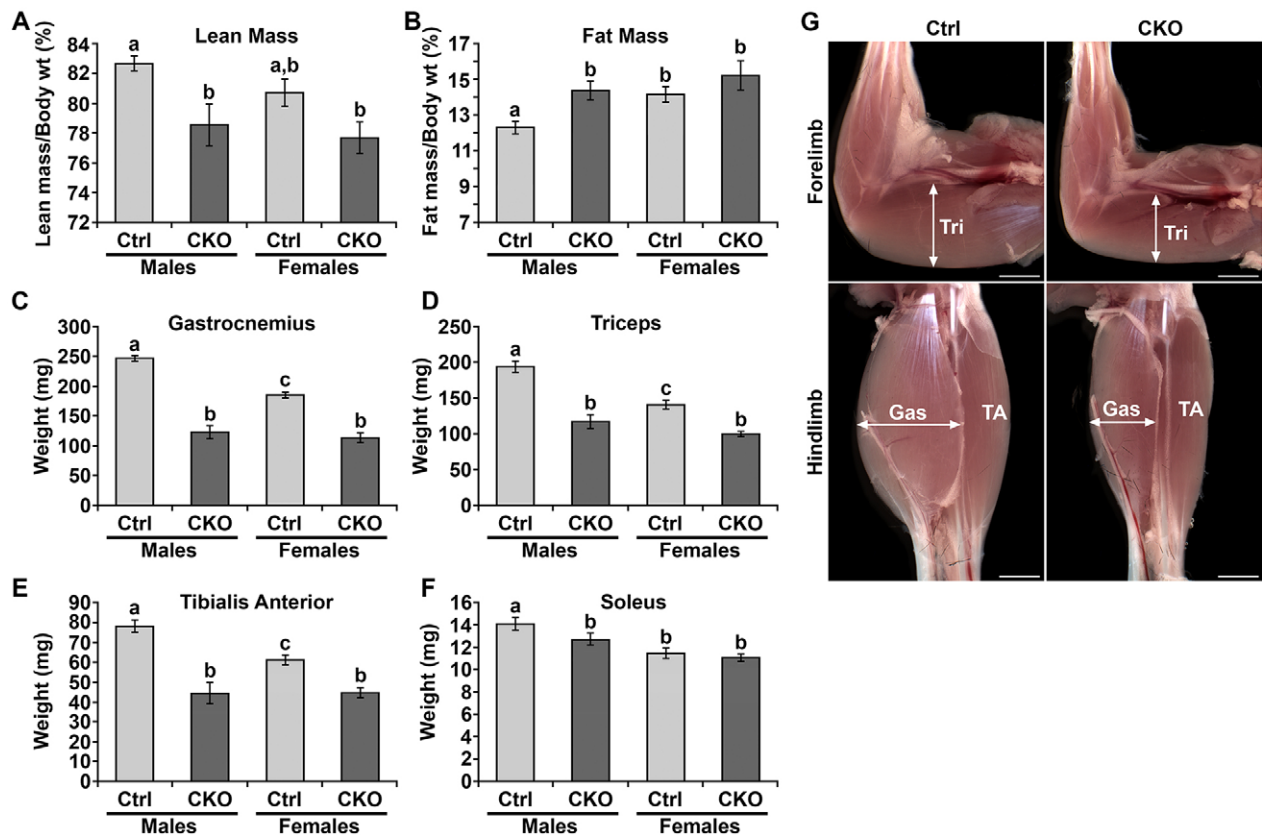 A
Lean Mass
Lean mass/Body wt (%)
84
82
80
78
76
74
72
a
b
a,b
b
Ctrl CKO Ctrl CKO
Males Females
B
Fat Mass
Fat mass/Body wt (%)
17
15
13
11
9
7
5
a
b
b
b
Ctrl CKO Ctrl CKO
Males Females
C
Gastrocnemius
Weight (mg)
300
250
200
150
100
50
0
a
b
c
b
Ctrl CKO Ctrl CKO
Males Females
D
Triceps
Weight (mg)
250
200
150
100
50
0
a
b
c
b
Ctrl CKO Ctrl CKO
Males Females
E
Tibialis Anterior
Weight (mg)
90
80
70
60
50
40
30
20
10
0
a
b
c
b
Ctrl CKO Ctrl CKO
Males Females
F
Soleus
Weight (mg)
16
14
12
10
8
6
4
2
0
a
b
b
b
Ctrl CKO Ctrl CKO
Males Females
G
Ctrl CKO
Forelimb
Tri Tri
Hindlimb
Gas TA Gas TA